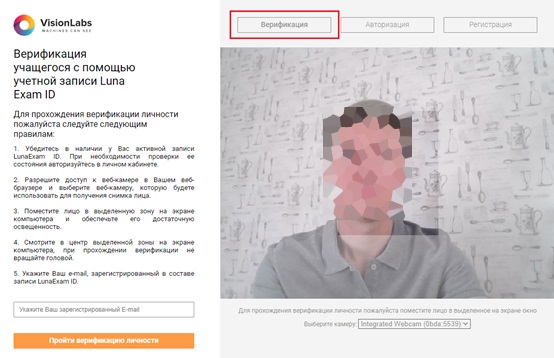 VisionLabs
MACHINES CAN SEE
Верификация
учащегося с помощью
учетной записи Luna
Exam ID
Для прохождения верификации личности
пожалуйста следуйте следующим
правилам:
1. Убедитесь в наличии у Вас активной записи
LunaExam ID. При необходимости проверки ее
состояния авторизуйтесь в личном кабинете.
2. Разрешите доступ к веб-камере в Вашем веб-
браузере и выберите веб-камеру, которую будете
использовать для получения снимка лица.
3. Поместите лицо в выделенную зону на экране
компьютера и обеспечьте его достаточную
освещенность.
4. Смотрите в центр выделенной зоны на экране
компьютера, при прохождении верификации не
вращайте головой.
5. Укажите Ваш e-mail, зарегистрированный в составе
записи LunaExam ID.
Укажите Ваш зарегистрированный E-mail
Пройти верификацию личности
Верификация
Авторизация
Регистрация
Для прохождения верификации личности пожалуйста поместите лицо в выделенное на экране окно
Выберите камеру: Integrated Webcam (0bda:5539)